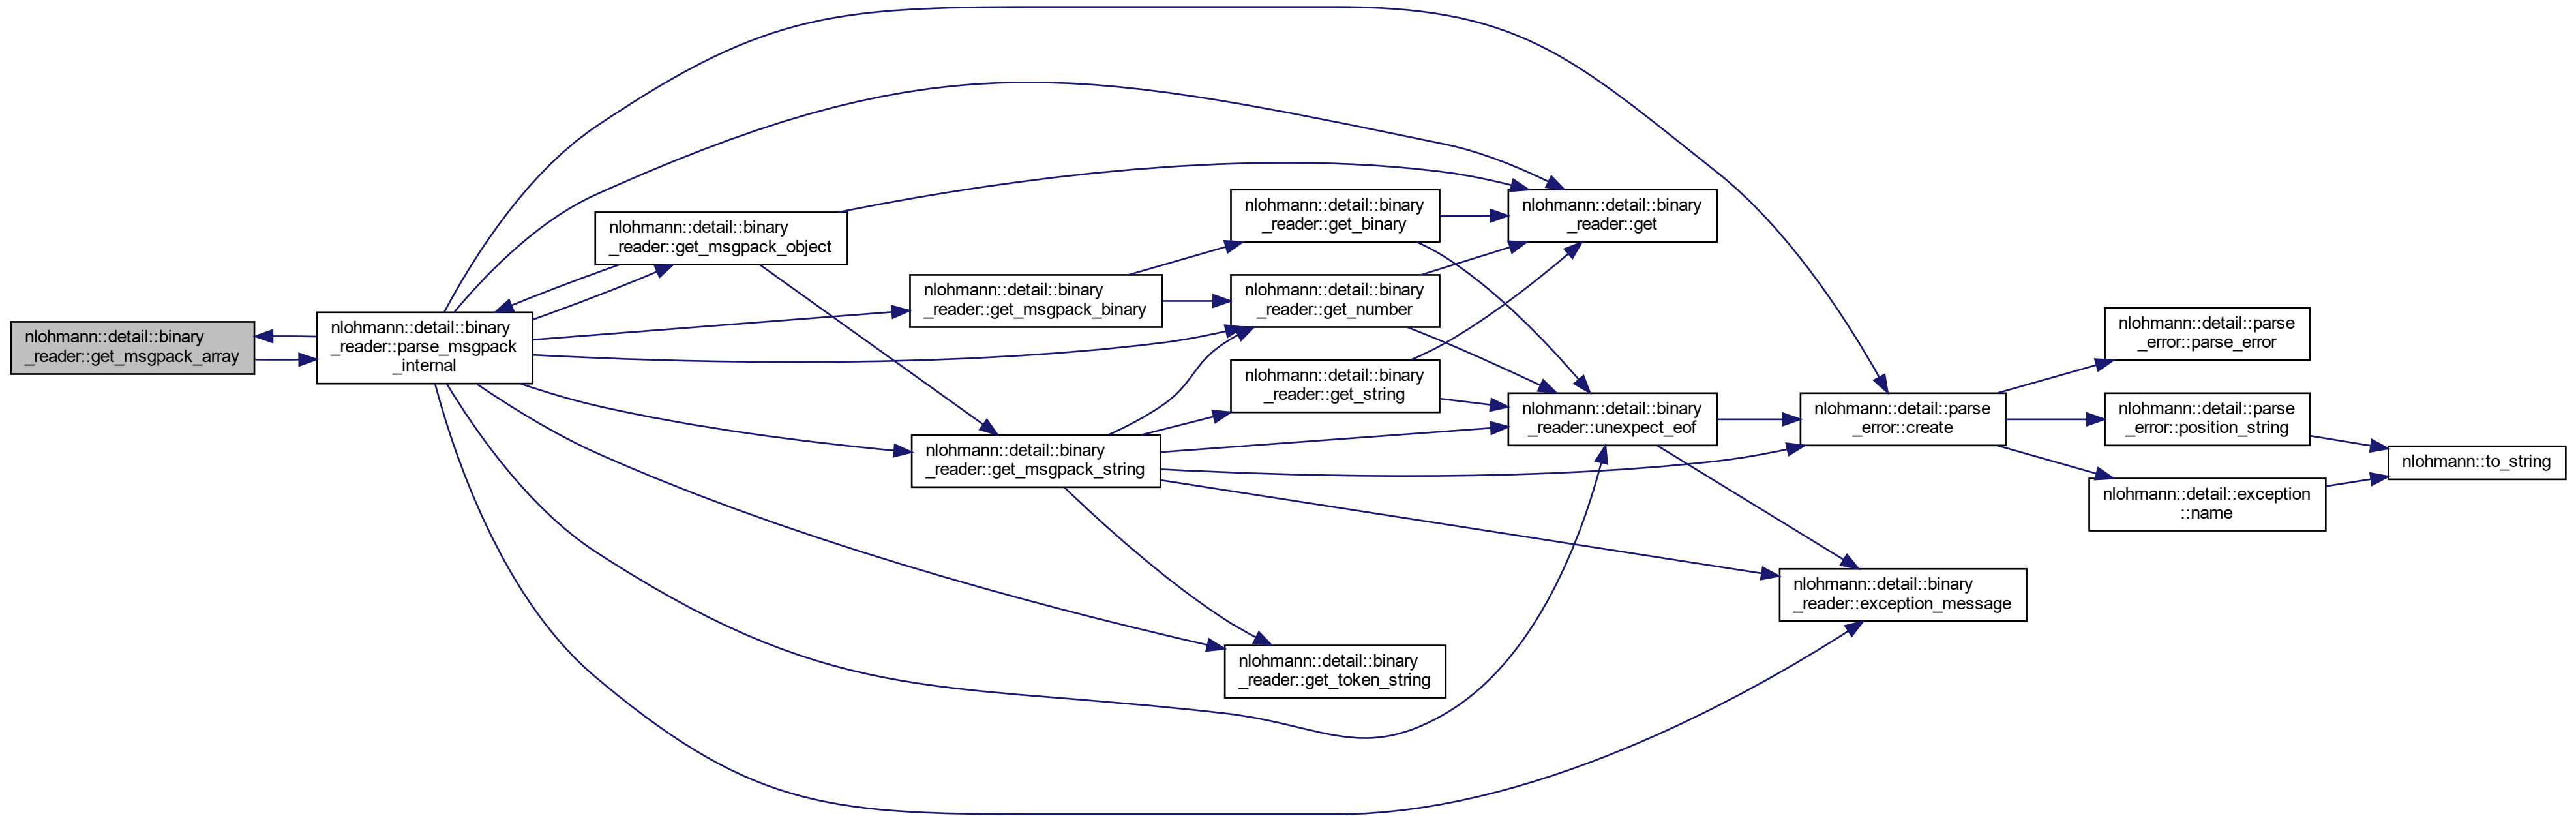 nlohmann::detail::binary
_reader::get_msgpack_array
nlohmann::detail::binary
_reader::parse_msgpack
_internal
nlohmann::detail::binary
_reader::get_msgpack_object
nlohmann::detail::binary
_reader::get_msgpack_binary
nlohmann::detail::binary
_reader::get_msgpack_string
nlohmann::detail::binary
_reader::get_binary
nlohmann::detail::binary
_reader::get_number
nlohmann::detail::binary
_reader::get_string
nlohmann::detail::binary
_reader::get_token_string
nlohmann::detail::binary
_reader::get
nlohmann::detail::binary
_reader::unexpect_eof
nlohmann::detail::parse
_error::create
nlohmann::detail::binary
_reader::exception_message
nlohmann::detail::parse
_error::parse_error
nlohmann::detail::parse
_error::position_string
nlohmann::detail::exception
::name
nlohmann::to_string